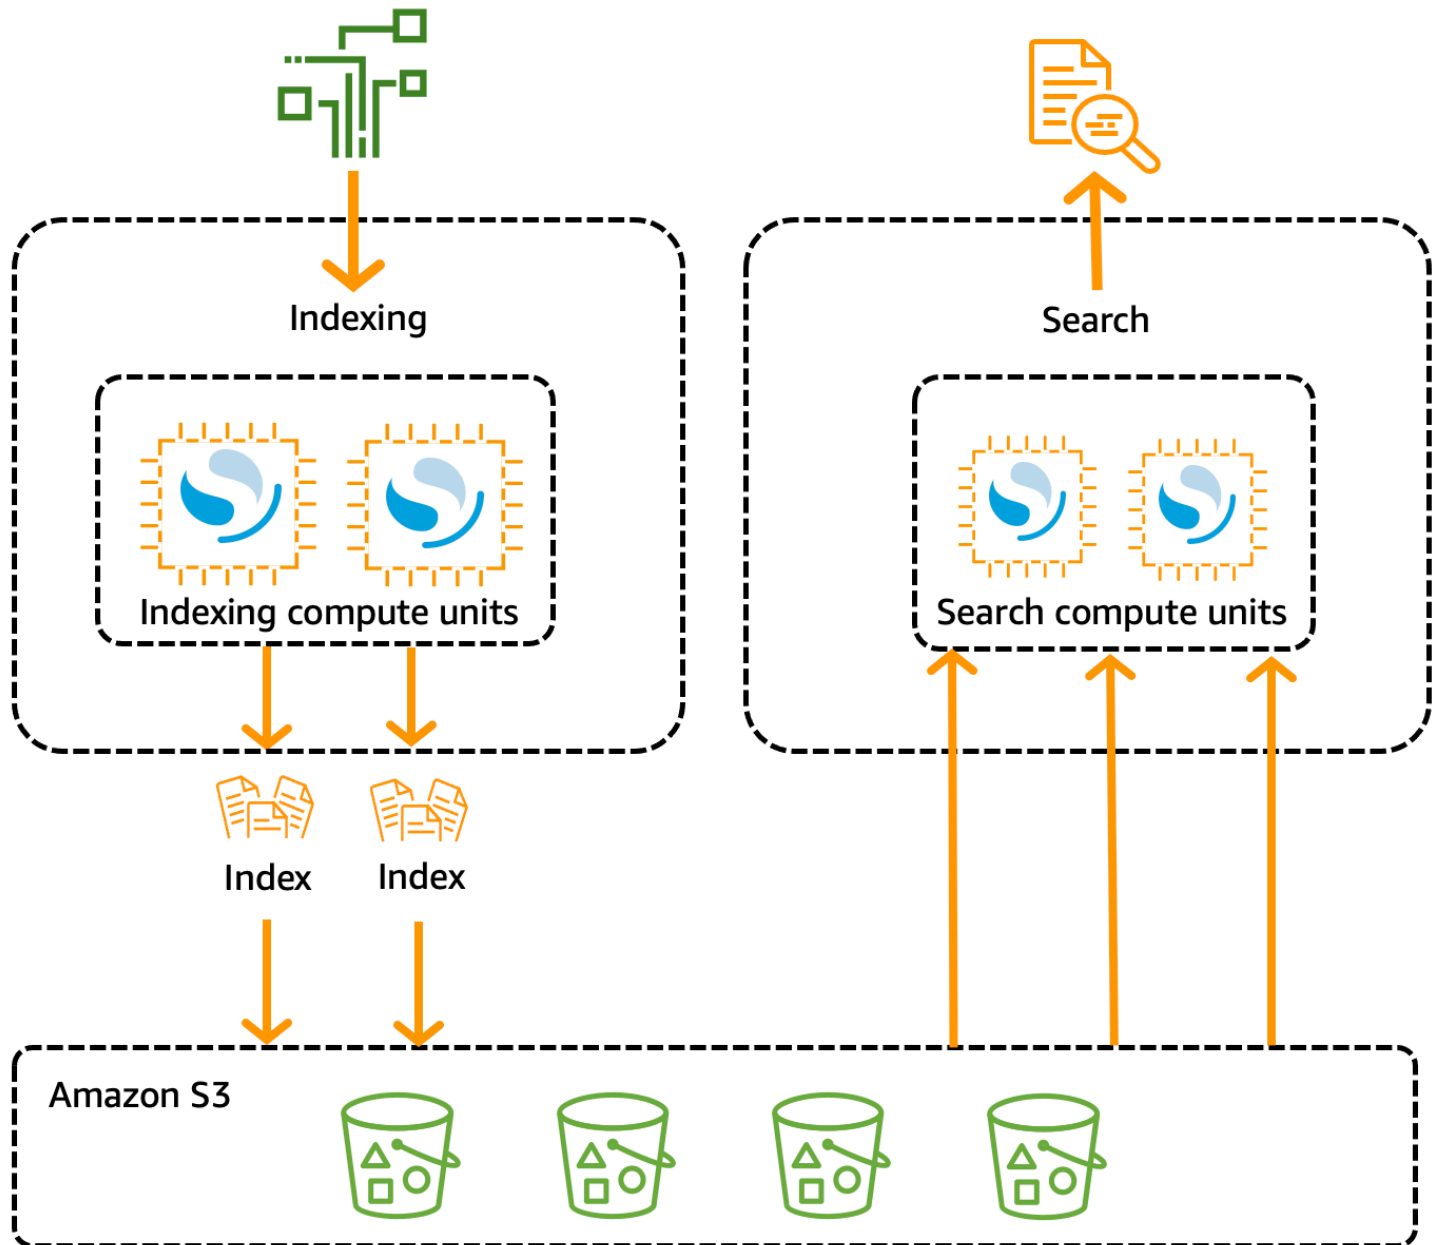 Indexing
Search
Indexing compute units
Search compute units
Index
Index
Amazon S3